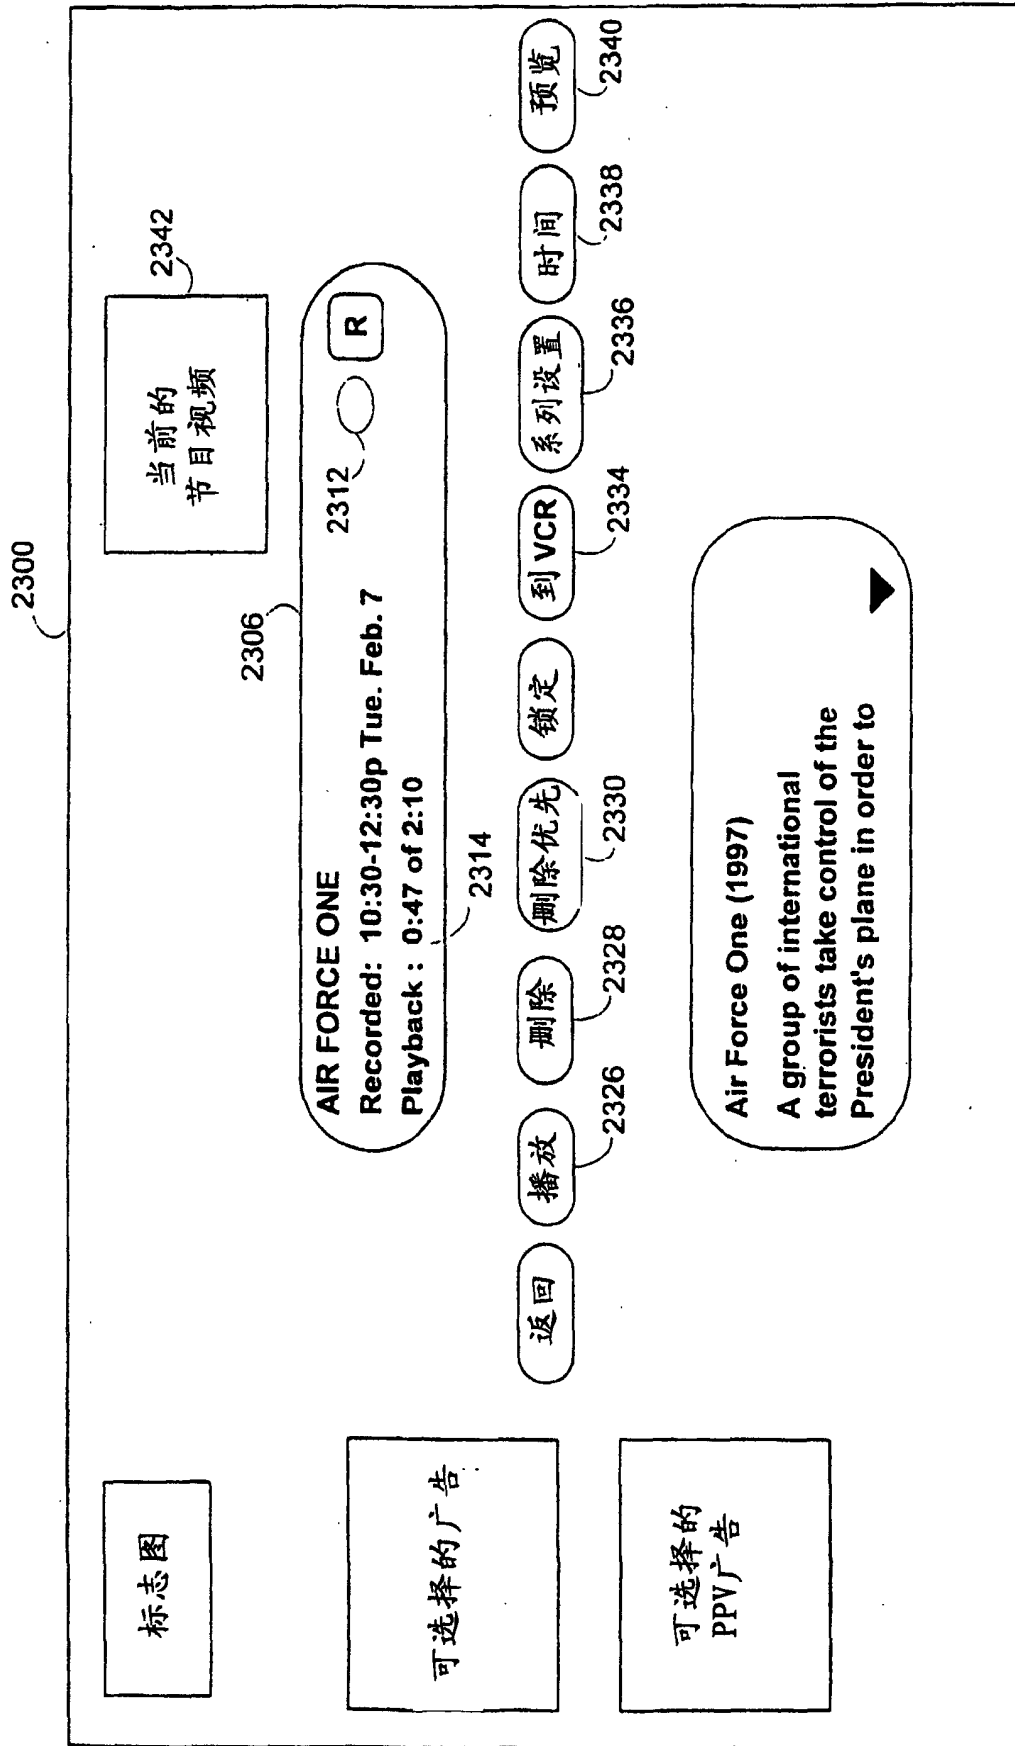 2300
标志图
当前的
节目视频
2342
2306
AIR FORCE ONE
Recorded: 10:30-12:30p Tue. Feb. 7
Playback : 0:47 of 2:10
2312
R
2314
可选择的广告
返回
播放
删除
删除优先
锁定
到 VCR
系列设置
时间
预览
2326
2328
2330
2334
2336
2338
2340
可选择的
PPV广告
Air Force One (1997)
A group of international
terrorists take control of the
President's plane in order to